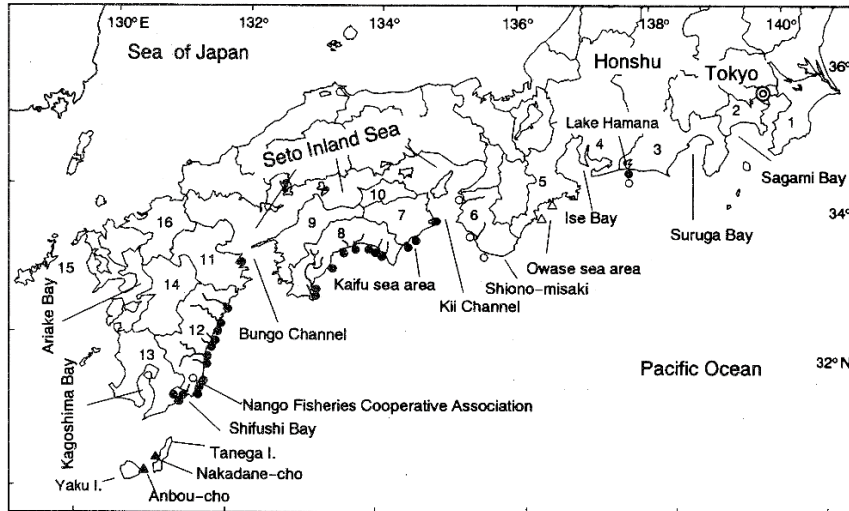 130°E
132°
134°
136°
138°
140°
Sea of Japan
Honshu
36°
Tokyo
Lake Hamana
2
1
4
3
Seto Inland Sea
Sagami Bay
5
10
34°
16
9
7
6
Ise Bay
Suruga Bay
8
11
Owase sea area
15
Kaifu sea area
Shiono-misaki
14
Kii Channel
Ariake Bay
12
Bungo Channel
13
32°N
Pacific Ocean
Kagoshima Bay
Nango Fisheries Cooperative Association
Shifushi Bay
Tanega I.
Nakadane-cho
Yaku I.
Anbou-cho